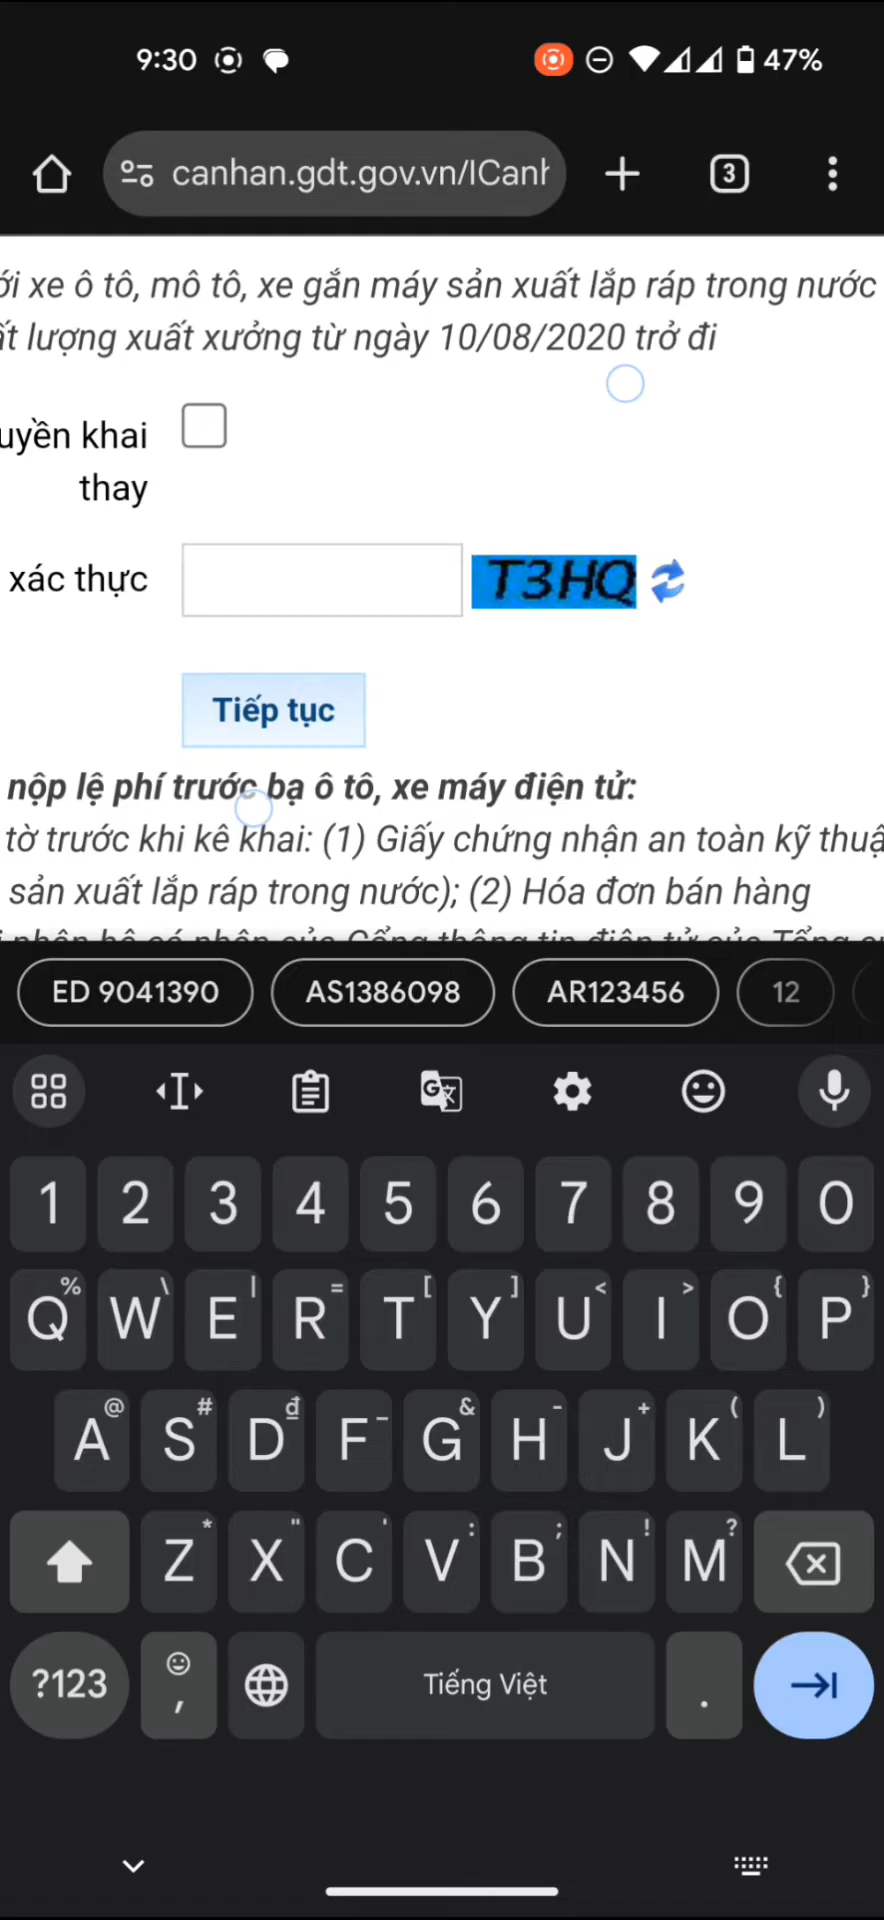 9:30
47%
canhan.gdt.gov.vn/ICanh
3
ới xe ô tô, mô tô, xe gắn máy sản xuất lắp ráp trong nước
ất lượng xuất xưởng từ ngày 10/08/2020 trở đi
uyền khai
thay
xác thực
T3HQ
Tiếp tục
nộp lệ phí trước bạ ô tô, xe máy điện tử:
tờ trước khi kê khai: (1) Giấy chứng nhận an toàn kỹ thuậ
sản xuất lắp ráp trong nước); (2) Hóa đơn bán hàng
ED 9041390 AS1386098 AR123456 12
1 2 3 4 5 6 7 8 9 0
Q% W\ E| R= T[ Y] U< I> O{ P}
A@ S# Dđ F_ G& H- J+ K( L)
Z* X" C' V: B; N! M?
?123 , Tiếng Việt .